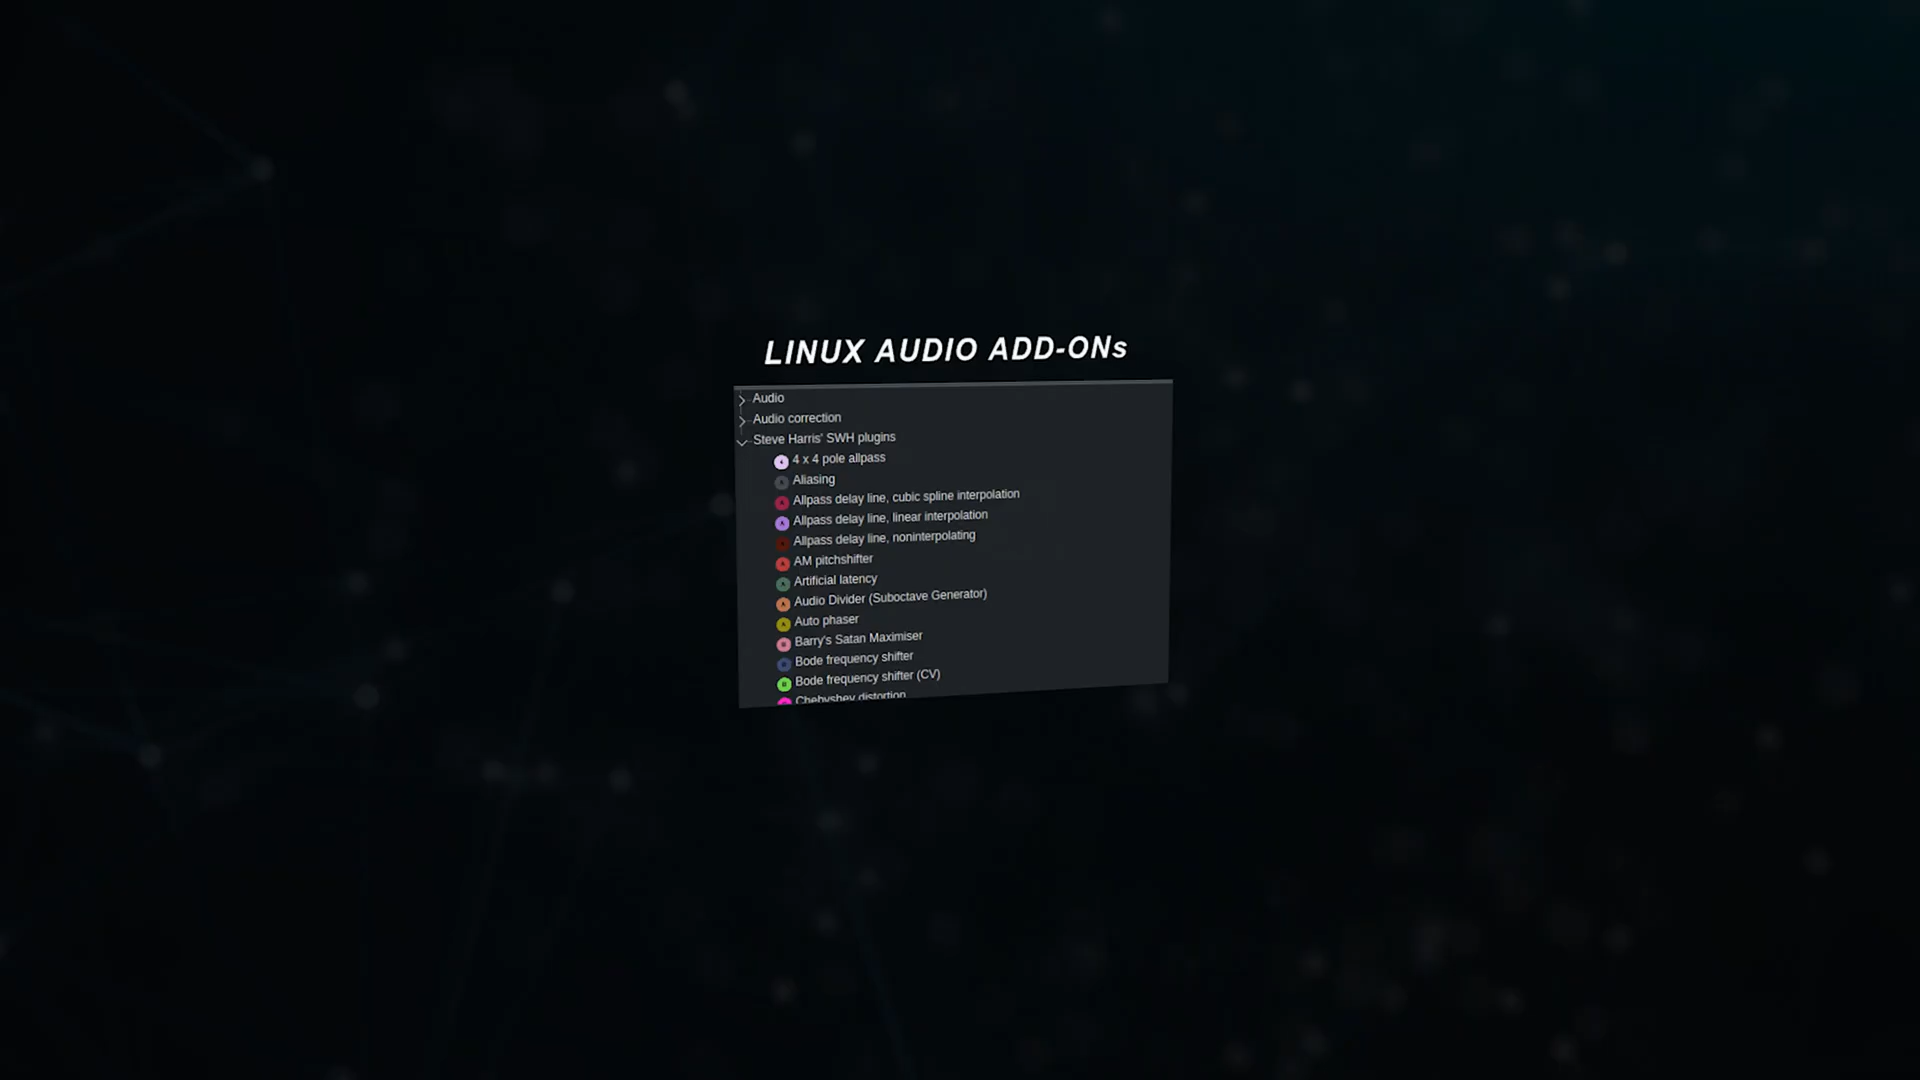 LINUX AUDIO ADD-ONs
Audio
Audio correction
Steve Harris' SWH plugins
4 x 4 pole allpass
Aliasing
Allpass delay line, cubic spline interpolation
Allpass delay line, linear interpolation
Allpass delay line, noninterpolating
AM pitchshifter
Artificial latency
Audio Divider (Suboctave Generator)
Auto phaser
Barry's Satan Maximiser
Bode frequency shifter
Bode frequency shifter (CV)
Chebyshev distortion